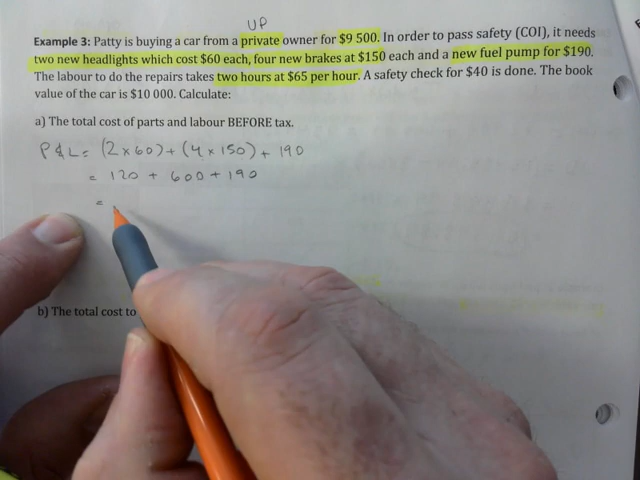 UP
Example 3: Patty is buying a car from a private owner for $9 500. In order to pass safety (COI), it needs
two new headlights which cost $60 each, four new brakes at $150 each and a new fuel pump for $190.
The labour to do the repairs takes two hours at $65 per hour. A safety check for $40 is done. The book
value of the car is $10 000. Calculate:
a) The total cost of parts and labour BEFORE tax.
P & L = (2 x 60) + (4 x 150) + 190
= 120 + 600 + 190
=
b) The total cost to